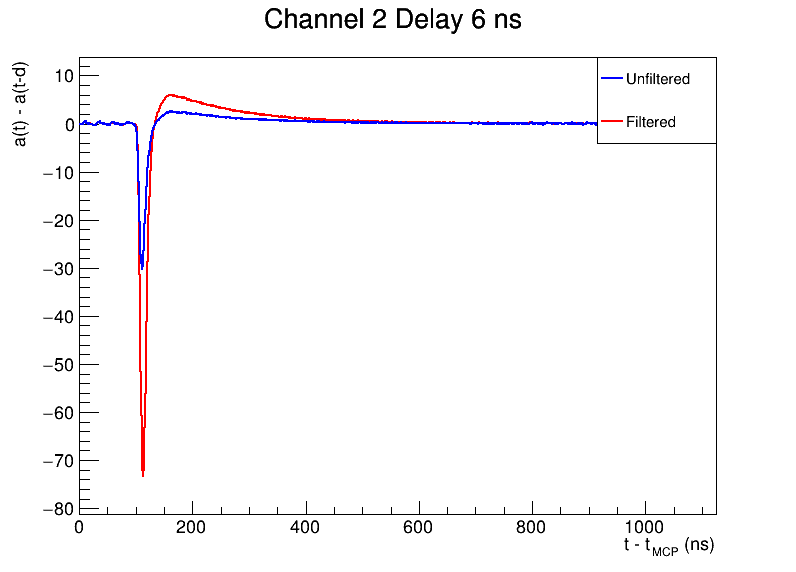 Channel 2 Delay 6 ns
a(t) - a(t-d)
10
0
−10
−20
−30
−40
−50
−60
−70
−80
Unfiltered
Filtered
0 200 400 600 800 1000
t - tMCP (ns)